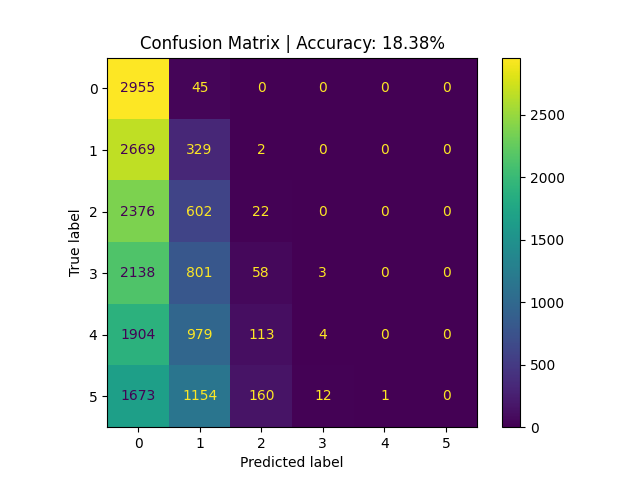 Confusion Matrix | Accuracy: 18.38%
0 2955 45 0 0 0 0
1 2669 329 2 0 0 0
2 2376 602 22 0 0 0
3 2138 801 58 3 0 0
4 1904 979 113 4 0 0
5 1673 1154 160 12 1 0
0 1 2 3 4 5
Predicted label
True label
2500
2000
1500
1000
500
0